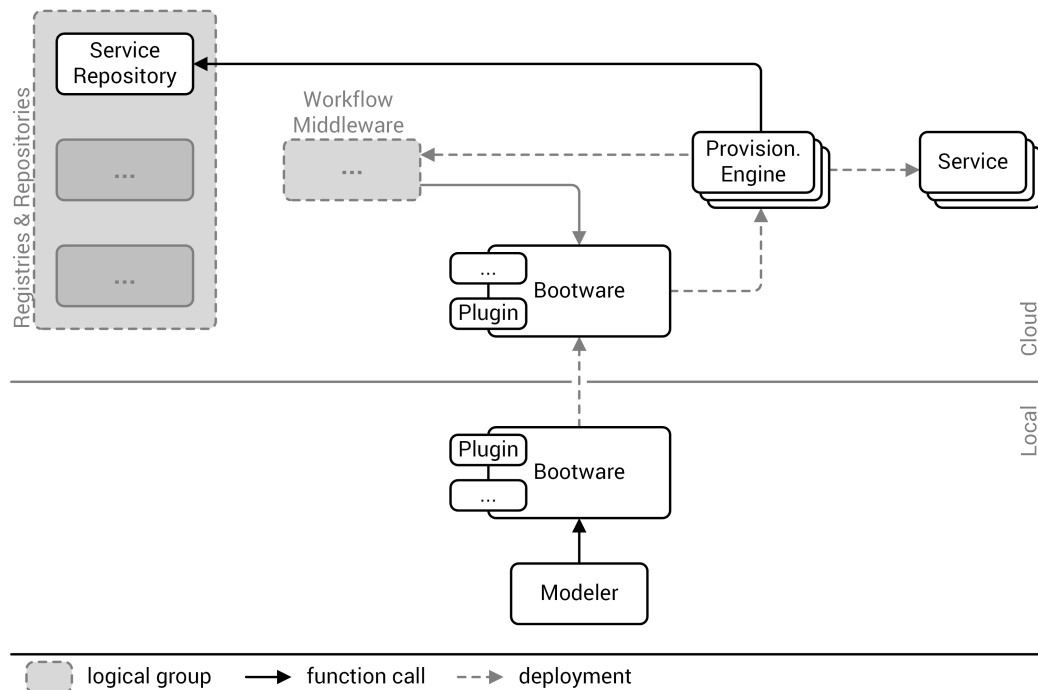 Service
Repository
...
...
Registries & Repositories
Workflow
Middleware
...
Provision.
Engine
Service
...
Bootware
Plugin
Cloud
Local
Plugin
Bootware
...
Modeler
logical group
function call
deployment